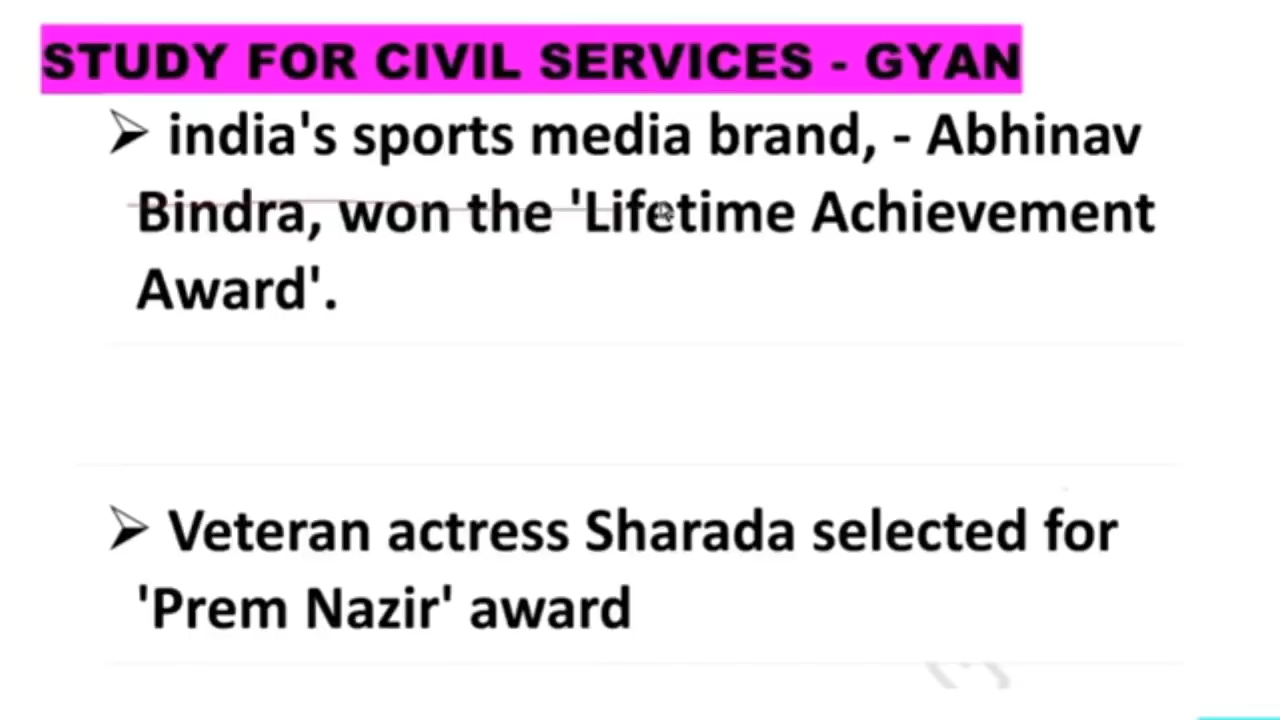 STUDY FOR CIVIL SERVICES - GYAN
➢ india's sports media brand, - Abhinav
Bindra, won the 'Lifetime Achievement
Award'.
➢ Veteran actress Sharada selected for
'Prem Nazir' award